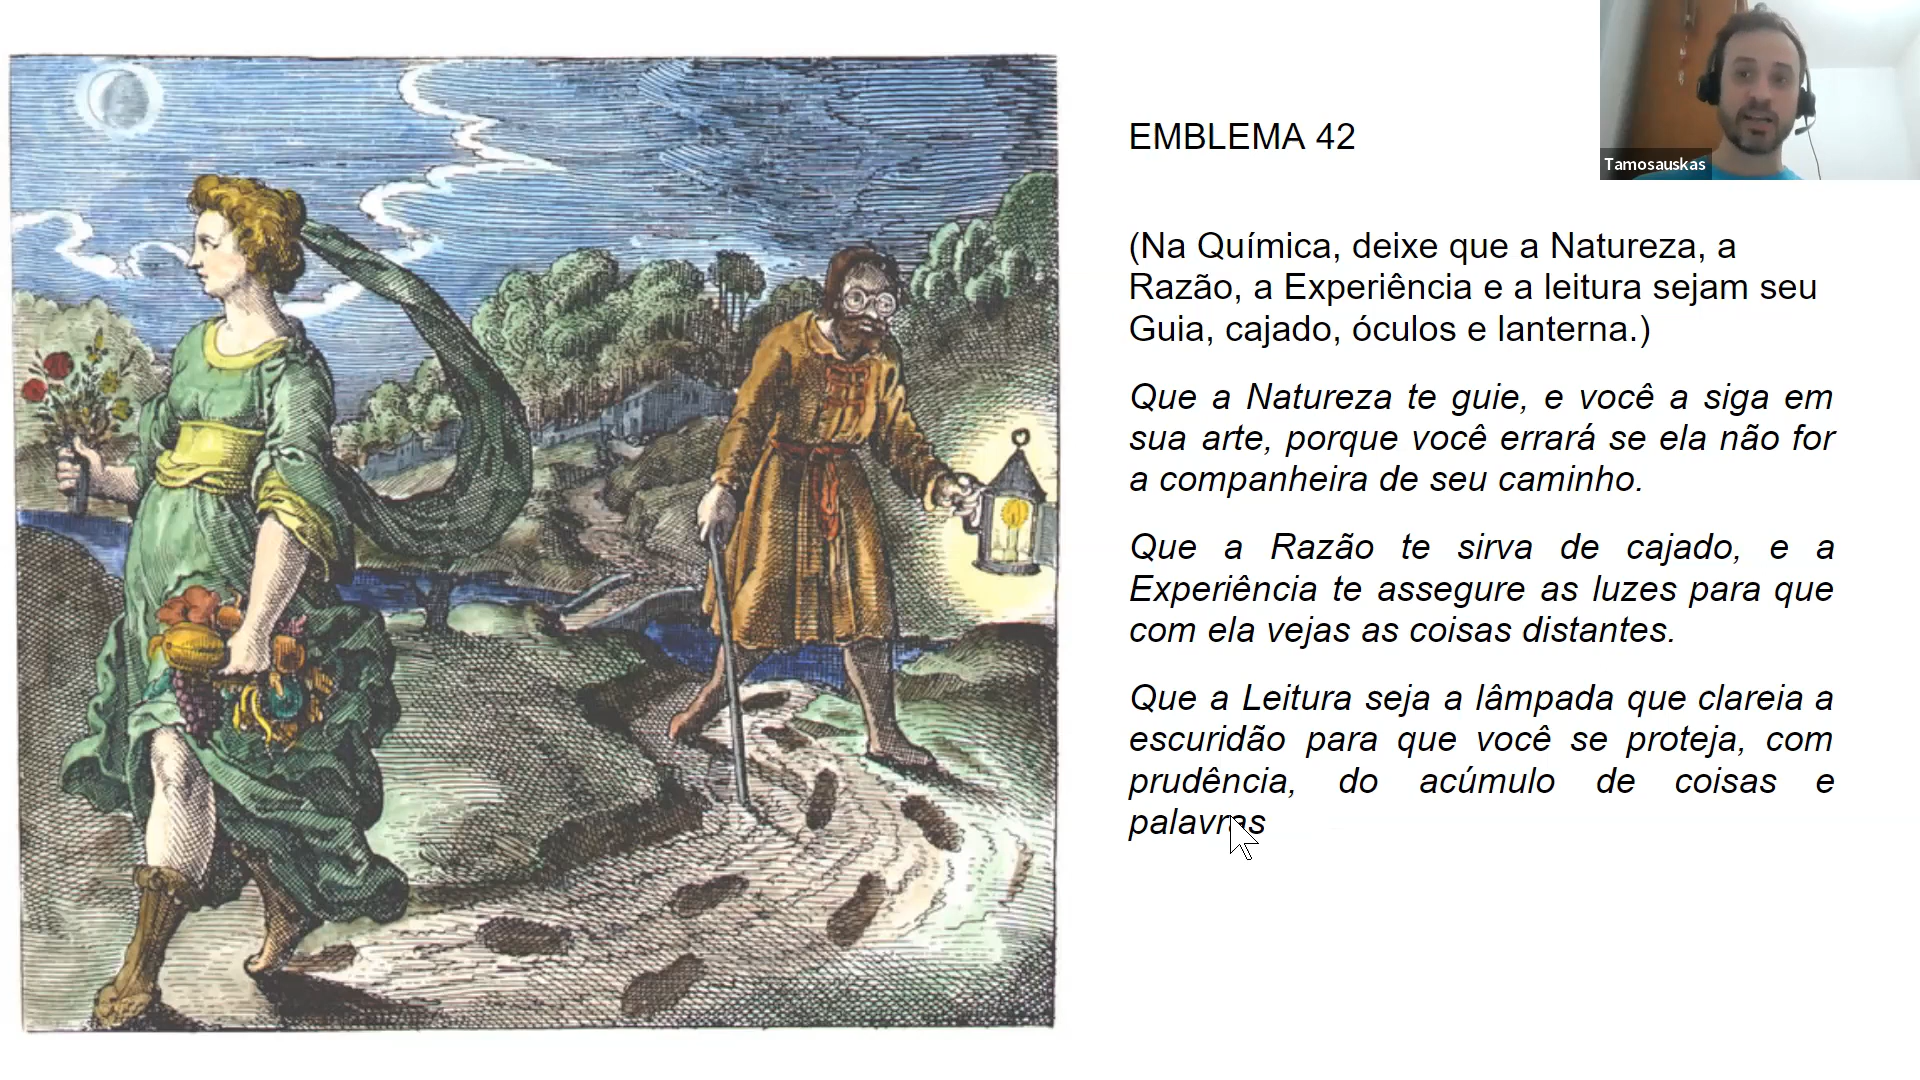 EMBLEMA 42
Tamosauskas
(Na Química, deixe que a Natureza, a
Razão, a Experiência e a leitura sejam seu
Guia, cajado, óculos e lanterna.)
Que a Natureza te guie, e você a siga em
sua arte, porque você errará se ela não for
a companheira de seu caminho.
Que a Razão te sirva de cajado, e a
Experiência te assegure as luzes para que
com ela vejas as coisas distantes.
Que a Leitura seja a lâmpada que clareia a
escuridão para que você se proteja, com
prudência, do acúmulo de coisas e
palavras